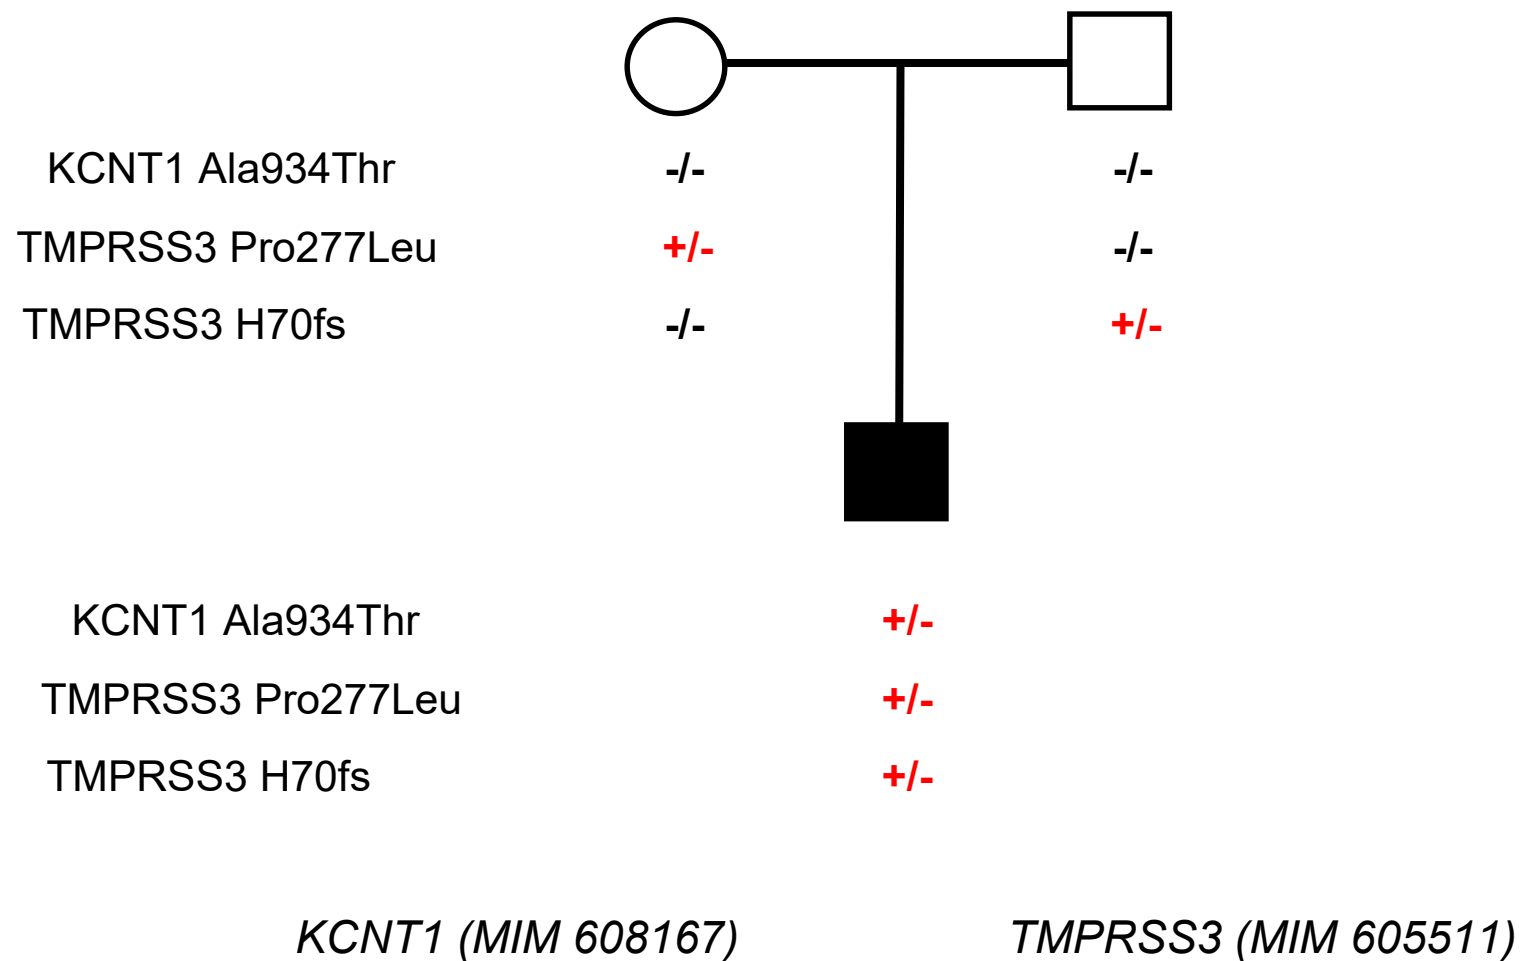 KCNT1 Ala934Thr -/- -/-
TMPRSS3 Pro277Leu +/- -/-
TMPRSS3 H70fs -/- +/-
KCNT1 Ala934Thr +/-
TMPRSS3 Pro277Leu +/-
TMPRSS3 H70fs +/-
KCNT1 (MIM 608167) TMPRSS3 (MIM 605511)